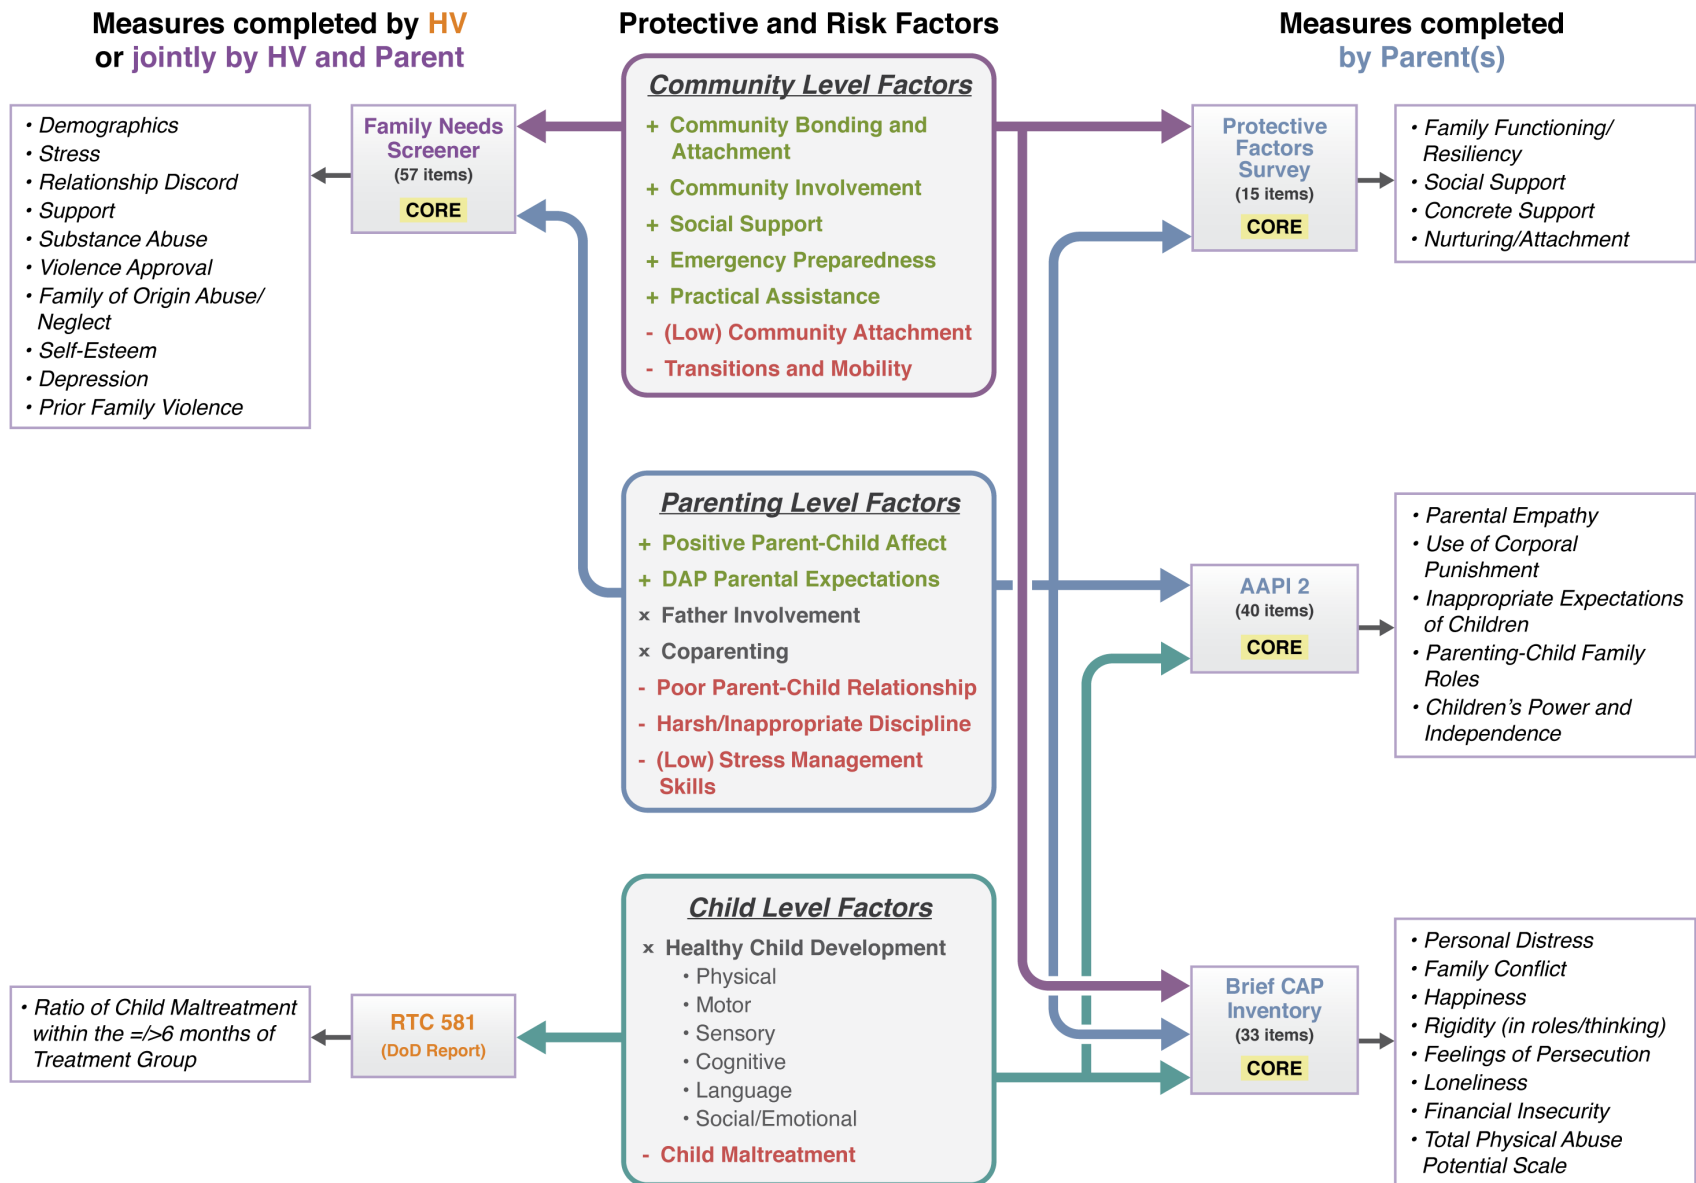 Measures completed by HV
or jointly by HV and Parent
• Demographics
• Stress
• Relationship Discord
• Support
• Substance Abuse
• Violence Approval
• Family of Origin Abuse/
Neglect
• Self-Esteem
• Depression
• Prior Family Violence
Family Needs
Screener
(57 items)
CORE
• Ratio of Child Maltreatment
within the =/>6 months of
Treatment Group
RTC 581
(DoD Report)
Protective and Risk Factors
Community Level Factors
+ Community Bonding and
Attachment
+ Community Involvement
+ Social Support
+ Emergency Preparedness
+ Practical Assistance
- (Low) Community Attachment
- Transitions and Mobility
Parenting Level Factors
+ Positive Parent-Child Affect
+ DAP Parental Expectations
x Father Involvement
x Coparenting
- Poor Parent-Child Relationship
- Harsh/Inappropriate Discipline
- (Low) Stress Management
Skills
Child Level Factors
x Healthy Child Development
• Physical
• Motor
• Sensory
• Cognitive
• Language
• Social/Emotional
- Child Maltreatment
Measures completed
by Parent(s)
Protective
Factors
Survey
(15 items)
CORE
• Family Functioning/
Resiliency
• Social Support
• Concrete Support
• Nurturing/Attachment
AAPI 2
(40 items)
CORE
• Parental Empathy
• Use of Corporal
Punishment
• Inappropriate Expectations
of Children
• Parenting-Child Family
Roles
• Children’s Power and
Independence
Brief CAP
Inventory
(33 items)
CORE
• Personal Distress
• Family Conflict
• Happiness
• Rigidity (in roles/thinking)
• Feelings of Persecution
• Loneliness
• Financial Insecurity
• Total Physical Abuse
Potential Scale